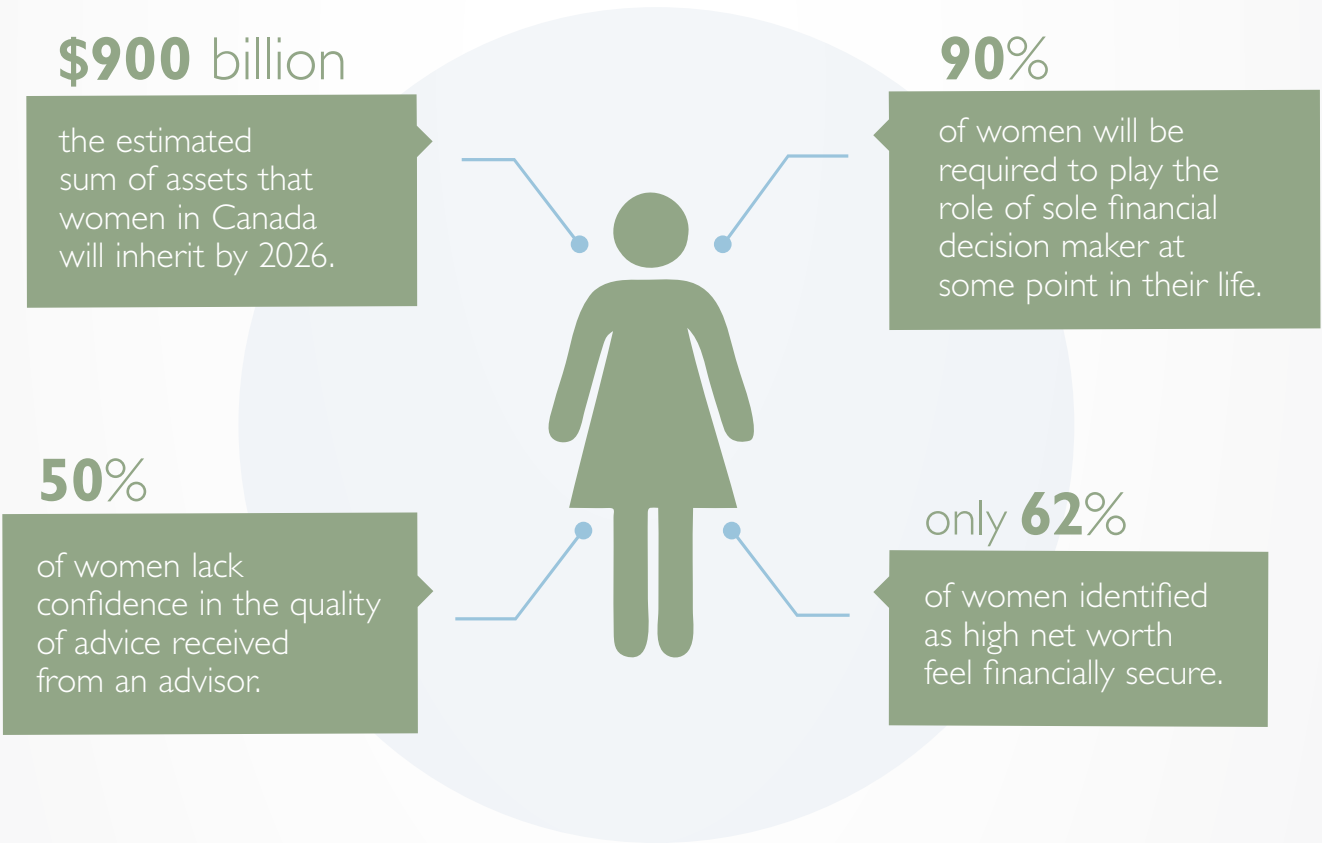 $900 billion
the estimated
sum of assets that
women in Canada
will inherit by 2026.
90%
of women will be
required to play the
role of sole financial
decision maker at
some point in their life.
50%
of women lack
confidence in the quality
of advice received
from an advisor.
only 62%
of women identified
as high net worth
feel financially secure.